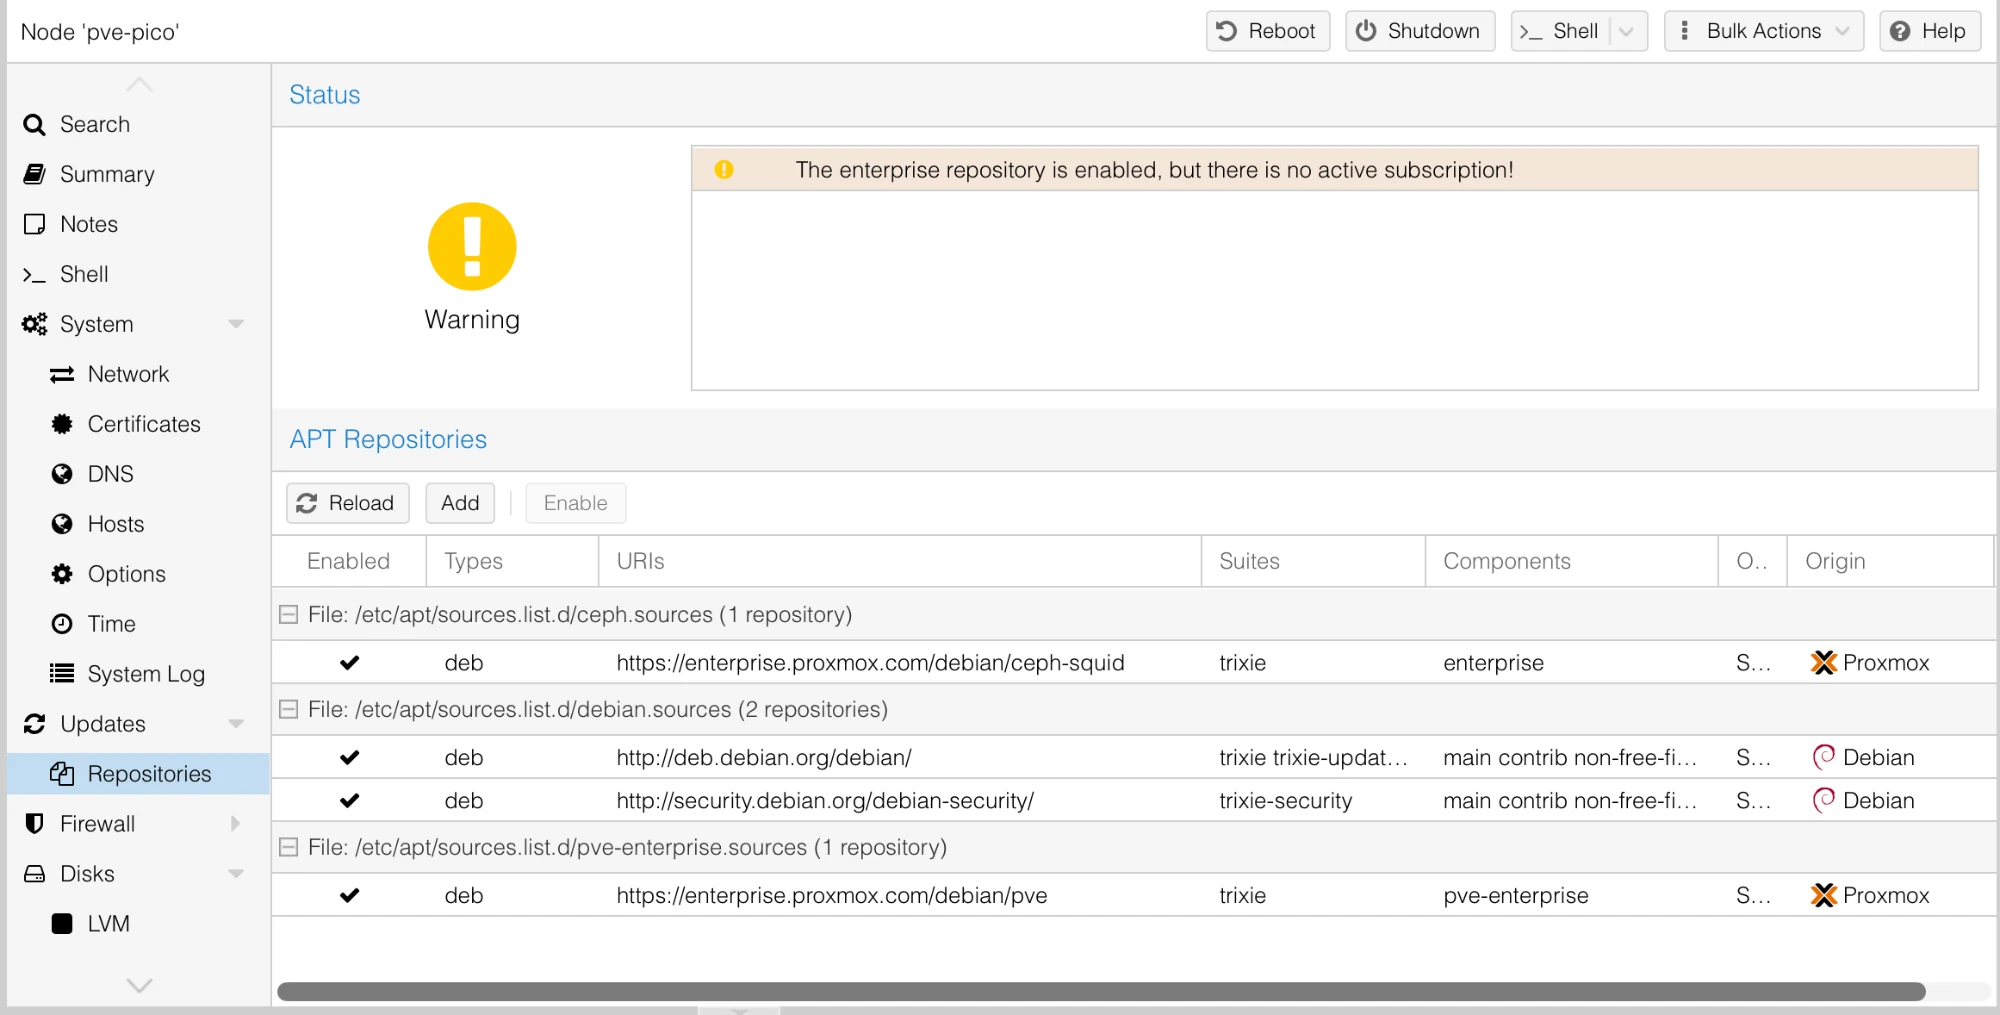 Node 'pve-pico'
Reboot
Shutdown
Shell
Bulk Actions
Help
Search
Summary
Notes
Shell
System
Network
Certificates
DNS
Hosts
Options
Time
System Log
Updates
Repositories
Firewall
Disks
LVM
Status
Warning
The enterprise repository is enabled, but there is no active subscription!
APT Repositories
Reload Add Enable
Enabled Types URIs Suites Components O.. Origin
File: /etc/apt/sources.list.d/ceph.sources (1 repository)
deb https://enterprise.proxmox.com/debian/ceph-squid trixie enterprise S... Proxmox
File: /etc/apt/sources.list.d/debian.sources (2 repositories)
deb http://deb.debian.org/debian/ trixie trixie-updat... main contrib non-free-fi... S... Debian
deb http://security.debian.org/debian-security/ trixie-security main contrib non-free-fi... S... Debian
File: /etc/apt/sources.list.d/pve-enterprise.sources (1 repository)
deb https://enterprise.proxmox.com/debian/pve trixie pve-enterprise S... Proxmox